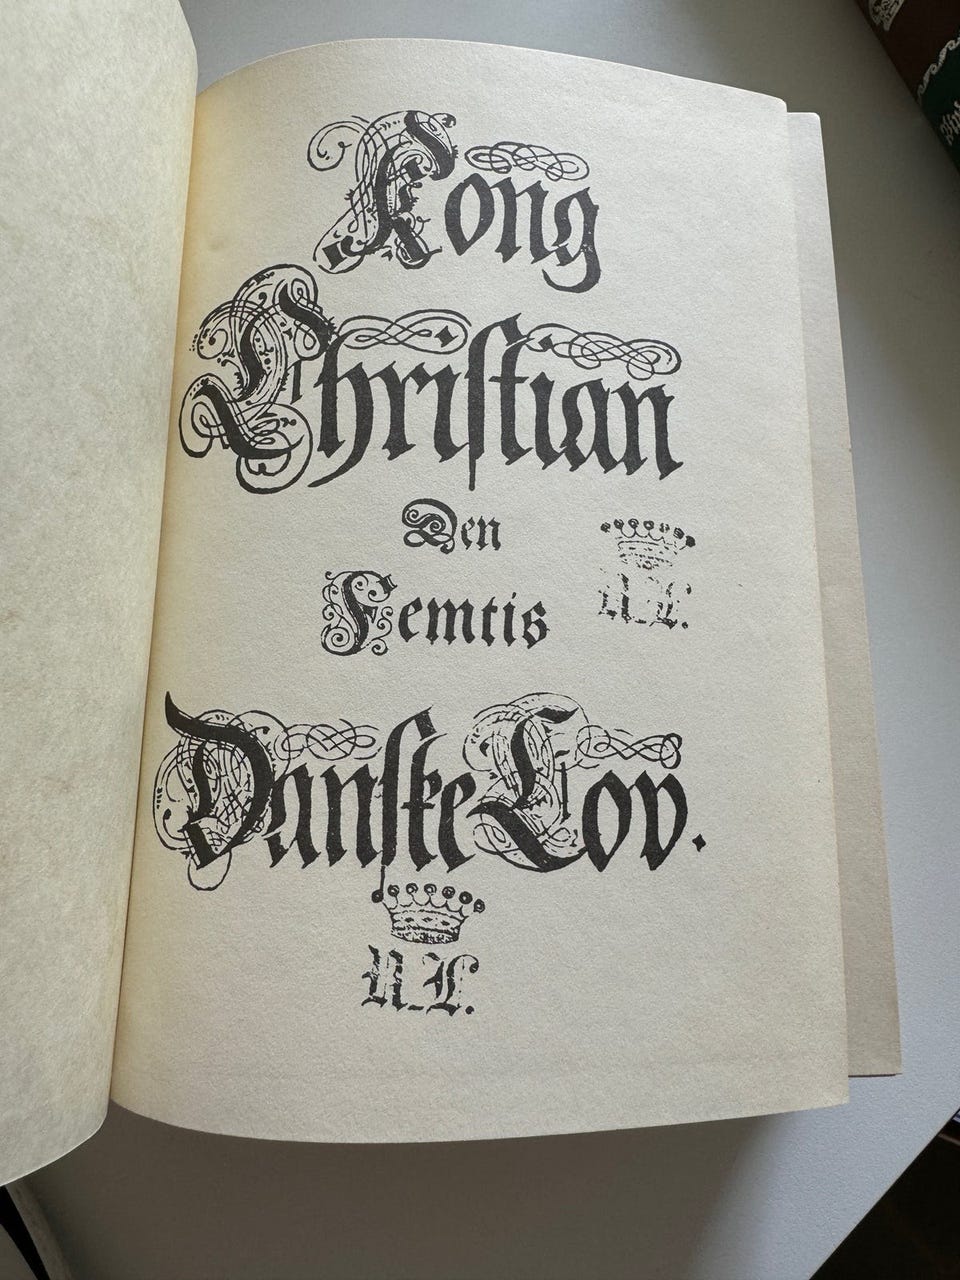 Kong
Christian
Den
Femtis
Danske Lov.